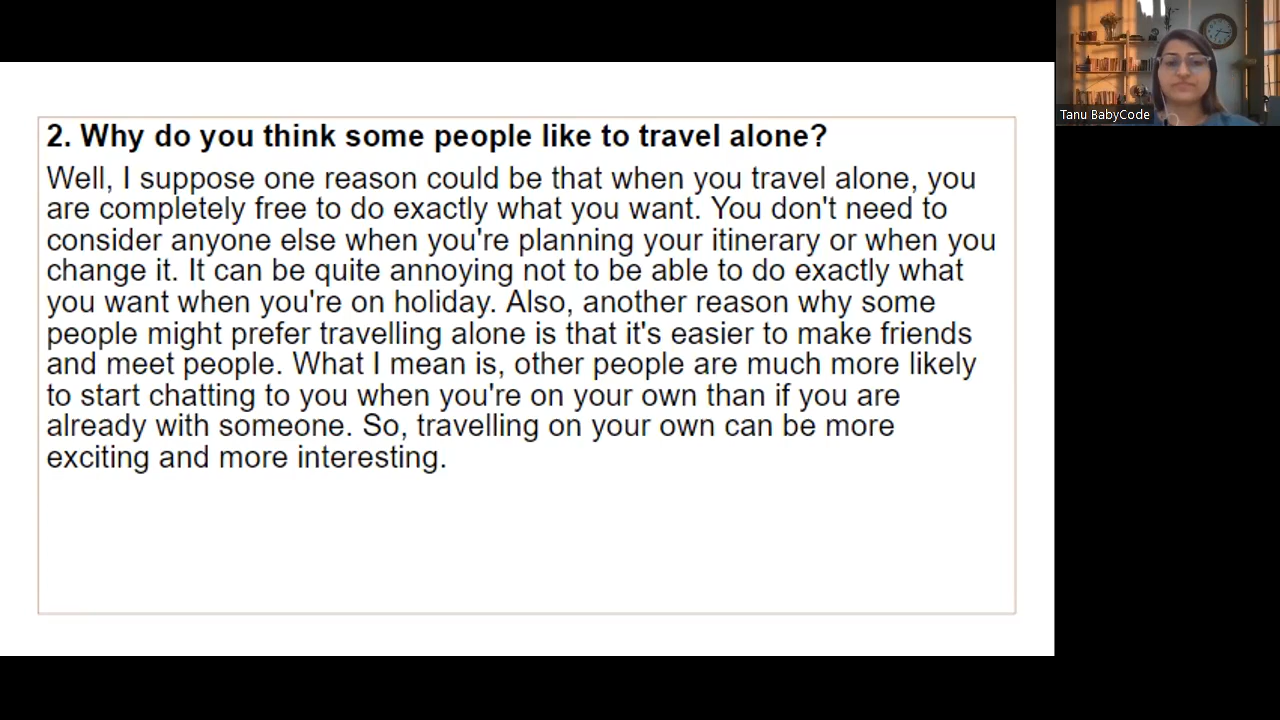 2. Why do you think some people like to travel alone?
Well, I suppose one reason could be that when you travel alone, you
are completely free to do exactly what you want. You don't need to
consider anyone else when you're planning your itinerary or when you
change it. It can be quite annoying not to be able to do exactly what
you want when you're on holiday. Also, another reason why some
people might prefer travelling alone is that it's easier to make friends
and meet people. What I mean is, other people are much more likely
to start chatting to you when you're on your own than if you are
already with someone. So, travelling on your own can be more
exciting and more interesting.
Tanu BabyCode